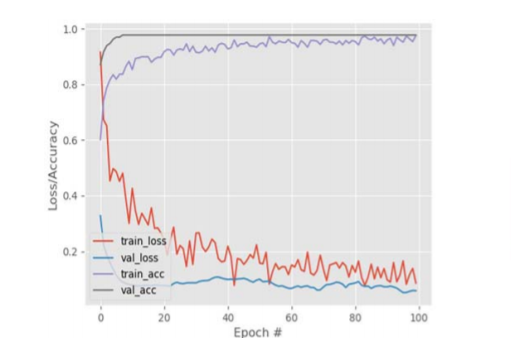 1.0
0.8
0.6
0.4
0.2
Loss/Accuracy
train_loss
val_loss
train_acc
val_acc
0 20 40 60 80 100
Epoch #